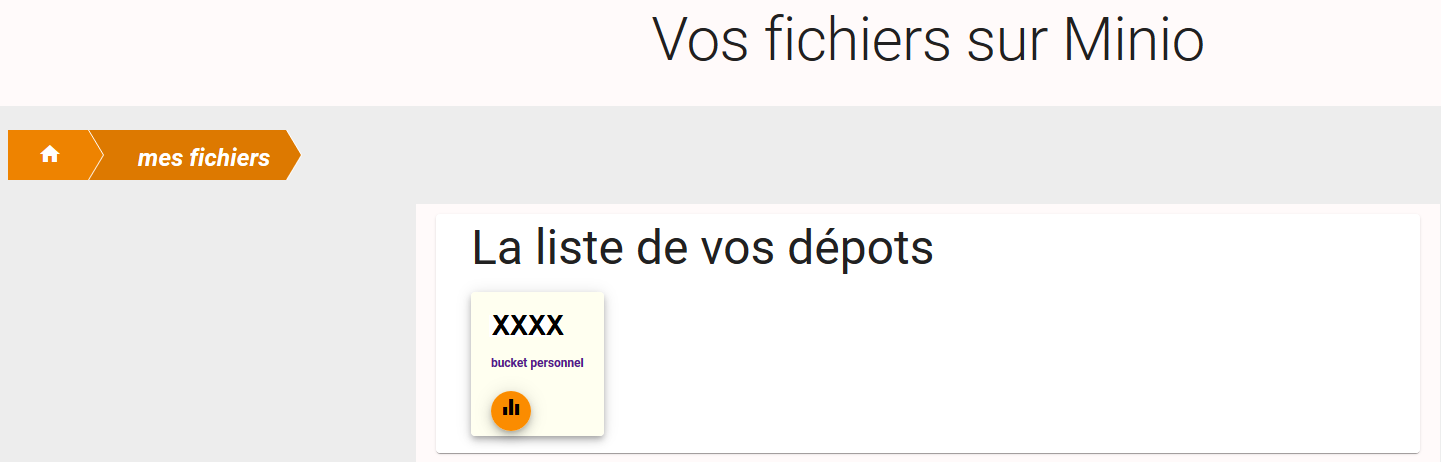 Vos fichiers sur Minio
mes fichiers
La liste de vos dépots
XXXX
bucket personnel